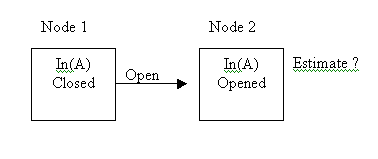 Node 1
In(A)
Closed
Open
Node 2
In(A)
Opened
Estimate ?